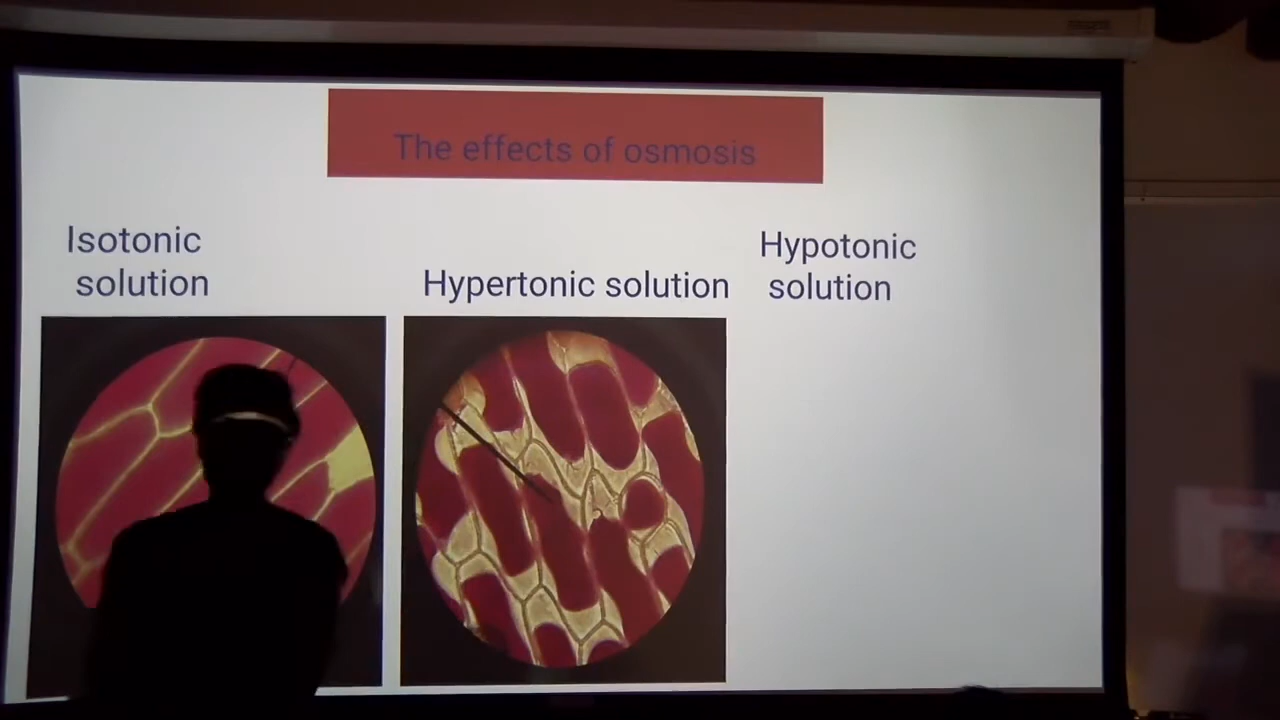 The effects of osmosis
Isotonic
solution
Hypertonic solution
Hypotonic
solution